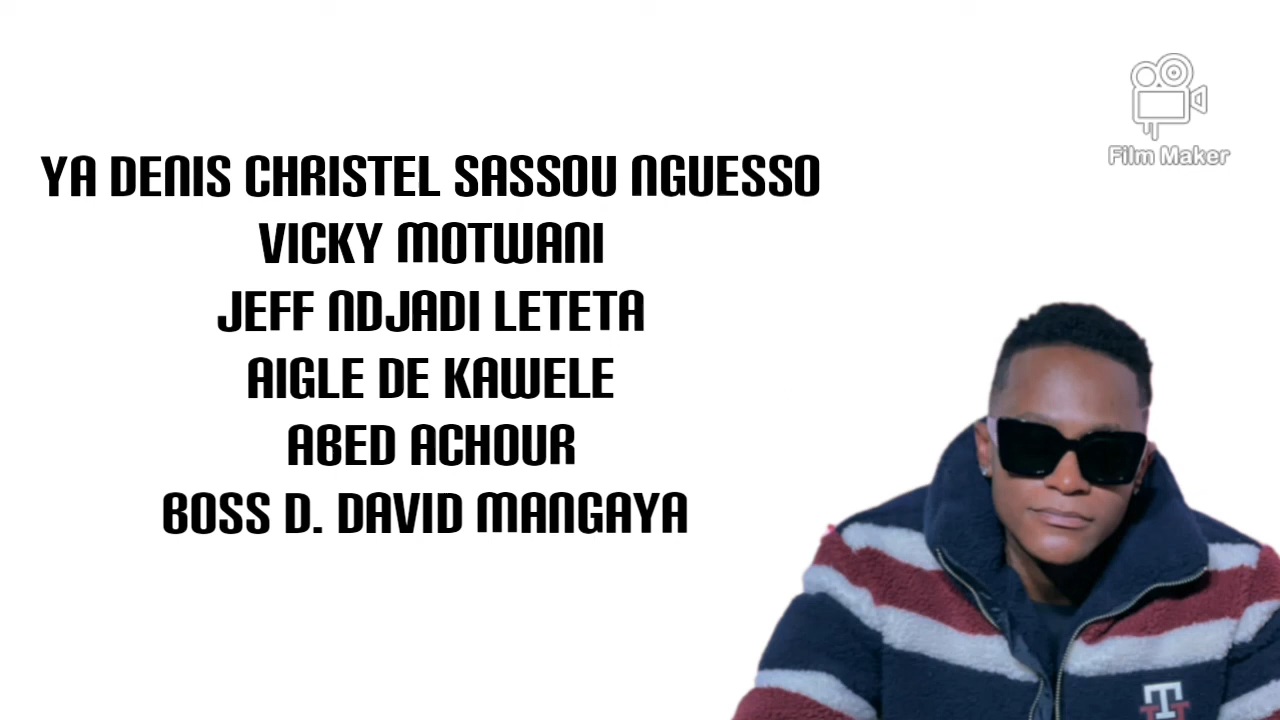 YA DENIS CHRISTEL SASSOU NGUESSO
VICKY MOTWANI
JEFF NDJADI LETETA
AIGLE DE KAWELE
ABED ACHOUR
BOSS D. DAVID MANGAYA
Film Maker